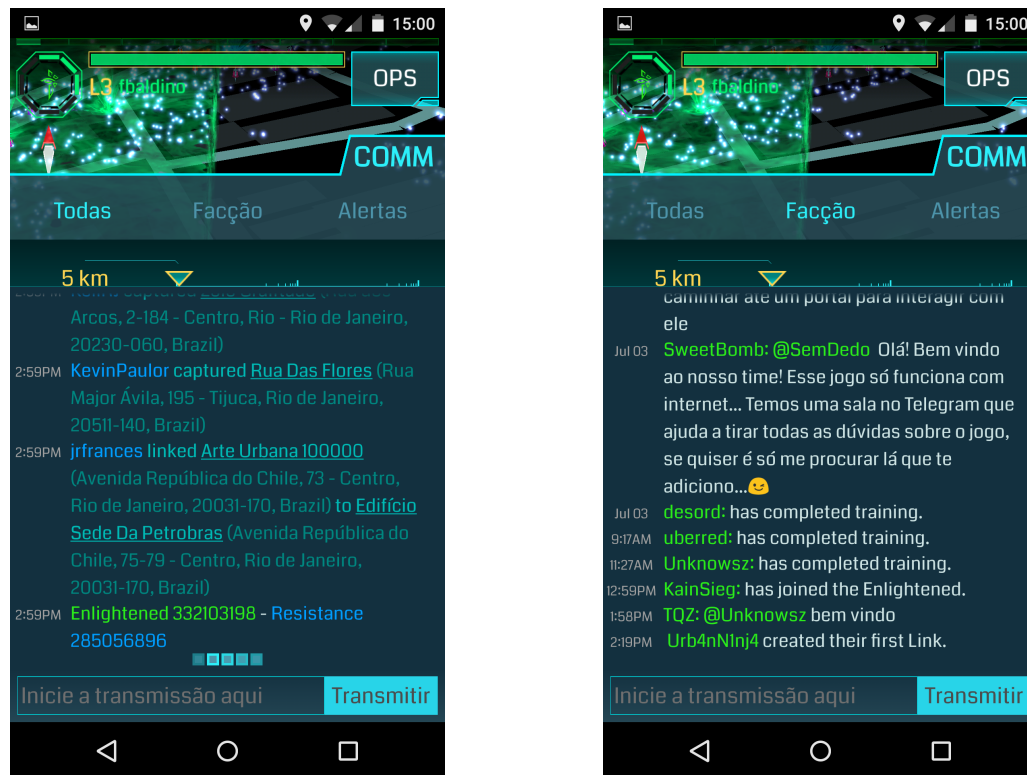 15:00
L3 fbaldino
OPS
COMM
Todas Facção Alertas
5 km
Arcos, 2-184 - Centro, Rio - Rio de Janeiro,
20230-060, Brazil)
2:59PM KevinPaulor captured Rua Das Flores (Rua
Major Ávila, 195 - Tijuca, Rio de Janeiro,
20511-140, Brazil)
2:59PM jrfrances linked Arte Urbana 100000
(Avenida República do Chile, 73 - Centro,
Rio de Janeiro, 20031-170, Brazil) to Edifício
Sede Da Petrobras (Avenida República do
Chile, 75-79 - Centro, Rio de Janeiro,
20031-170, Brazil)
2:59PM Enlightened 332103198 - Resistance
285056896
Inicie a transmissão aqui Transmitir
15:00
L3 fbaldino
OPS
COMM
Todas Facção Alertas
5 km
caminhar até um portal para interagir com
ele
Jul 03 SweetBomb: @SemDedo Olá! Bem vindo
ao nosso time! Esse jogo só funciona com
internet... Temos uma sala no Telegram que
ajuda a tirar todas as dúvidas sobre o jogo,
se quiser é só me procurar lá que te
adiciono...😉
Jul 03 desord: has completed training.
9:17AM uberred: has completed training.
11:27AM Unknowsz: has completed training.
12:59PM KainSieg: has joined the Enlightened.
1:58PM TQZ: @Unknowsz bem vindo
2:19PM Urb4nN1nj4 created their first Link.
Inicie a transmissão aqui Transmitir